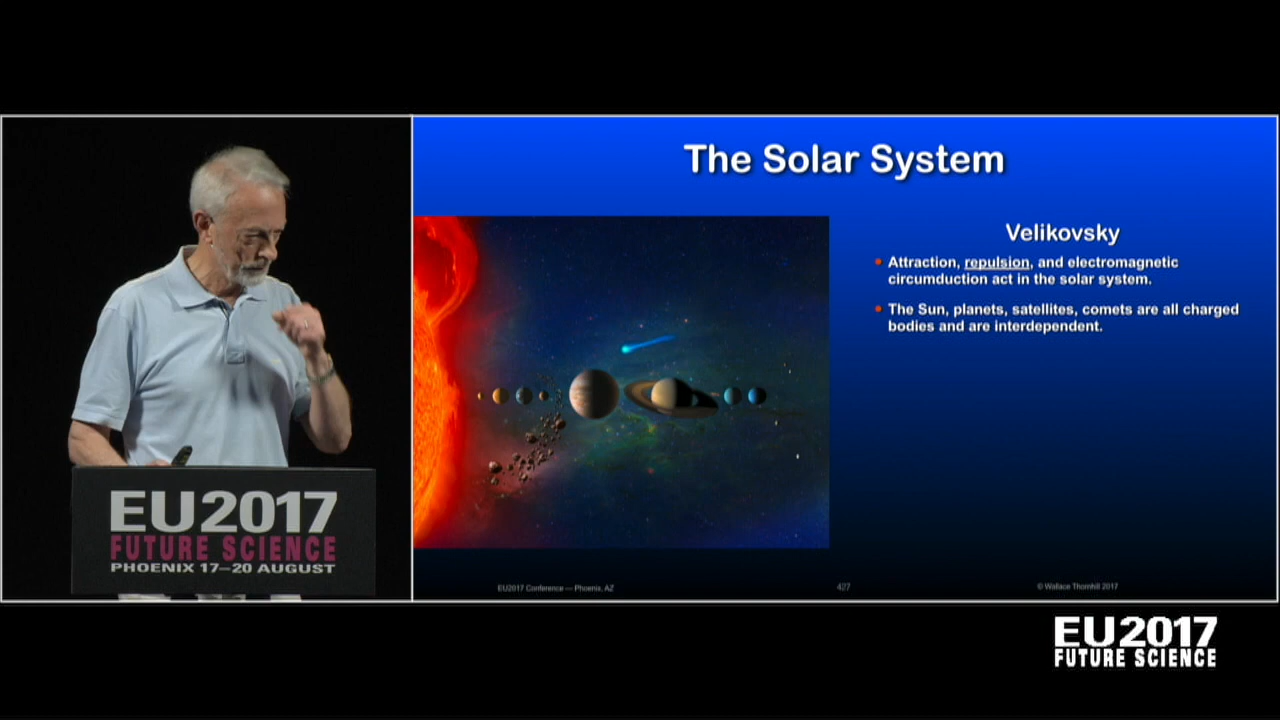 The Solar System
Velikovsky
Attraction, repulsion, and electromagnetic
circumduction act in the solar system.
The Sun, planets, satellites, comets are all charged
bodies and are interdependent.
EU2017 Conference — Phoenix, AZ
427
© Wallace Thornhill 2017
EU2017
FUTURE SCIENCE
PHOENIX 17–20 AUGUST
EU2017
FUTURE SCIENCE